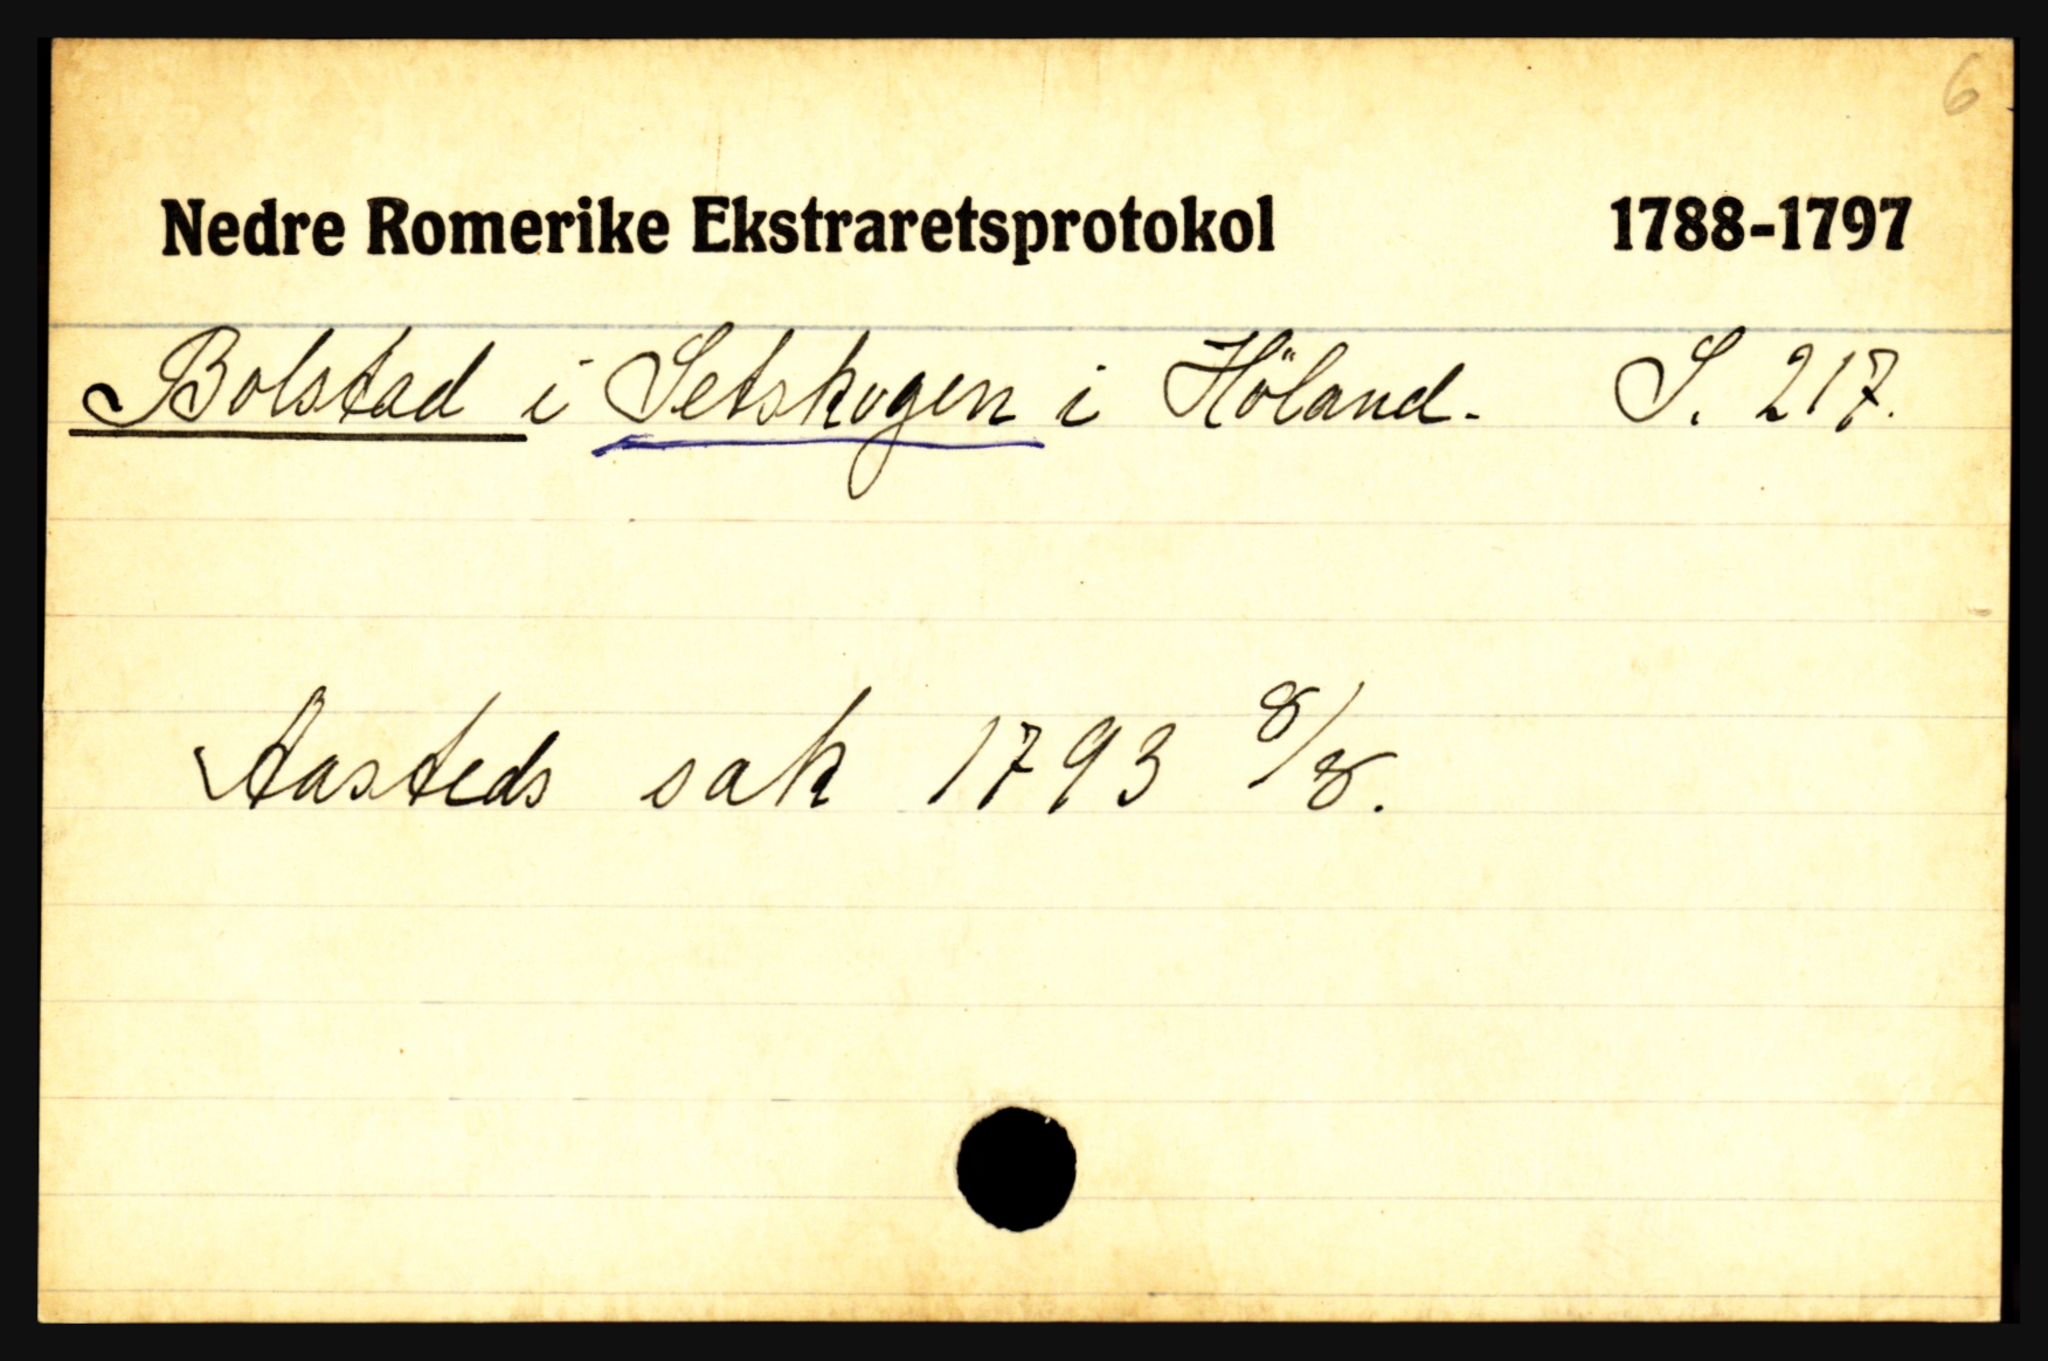 6
Nedre Romerike Ekstraretsprotokol 1788-1797
Bolstad i Setskogen i Höland. S. 217.
Aasteds sak 1793 8/8.